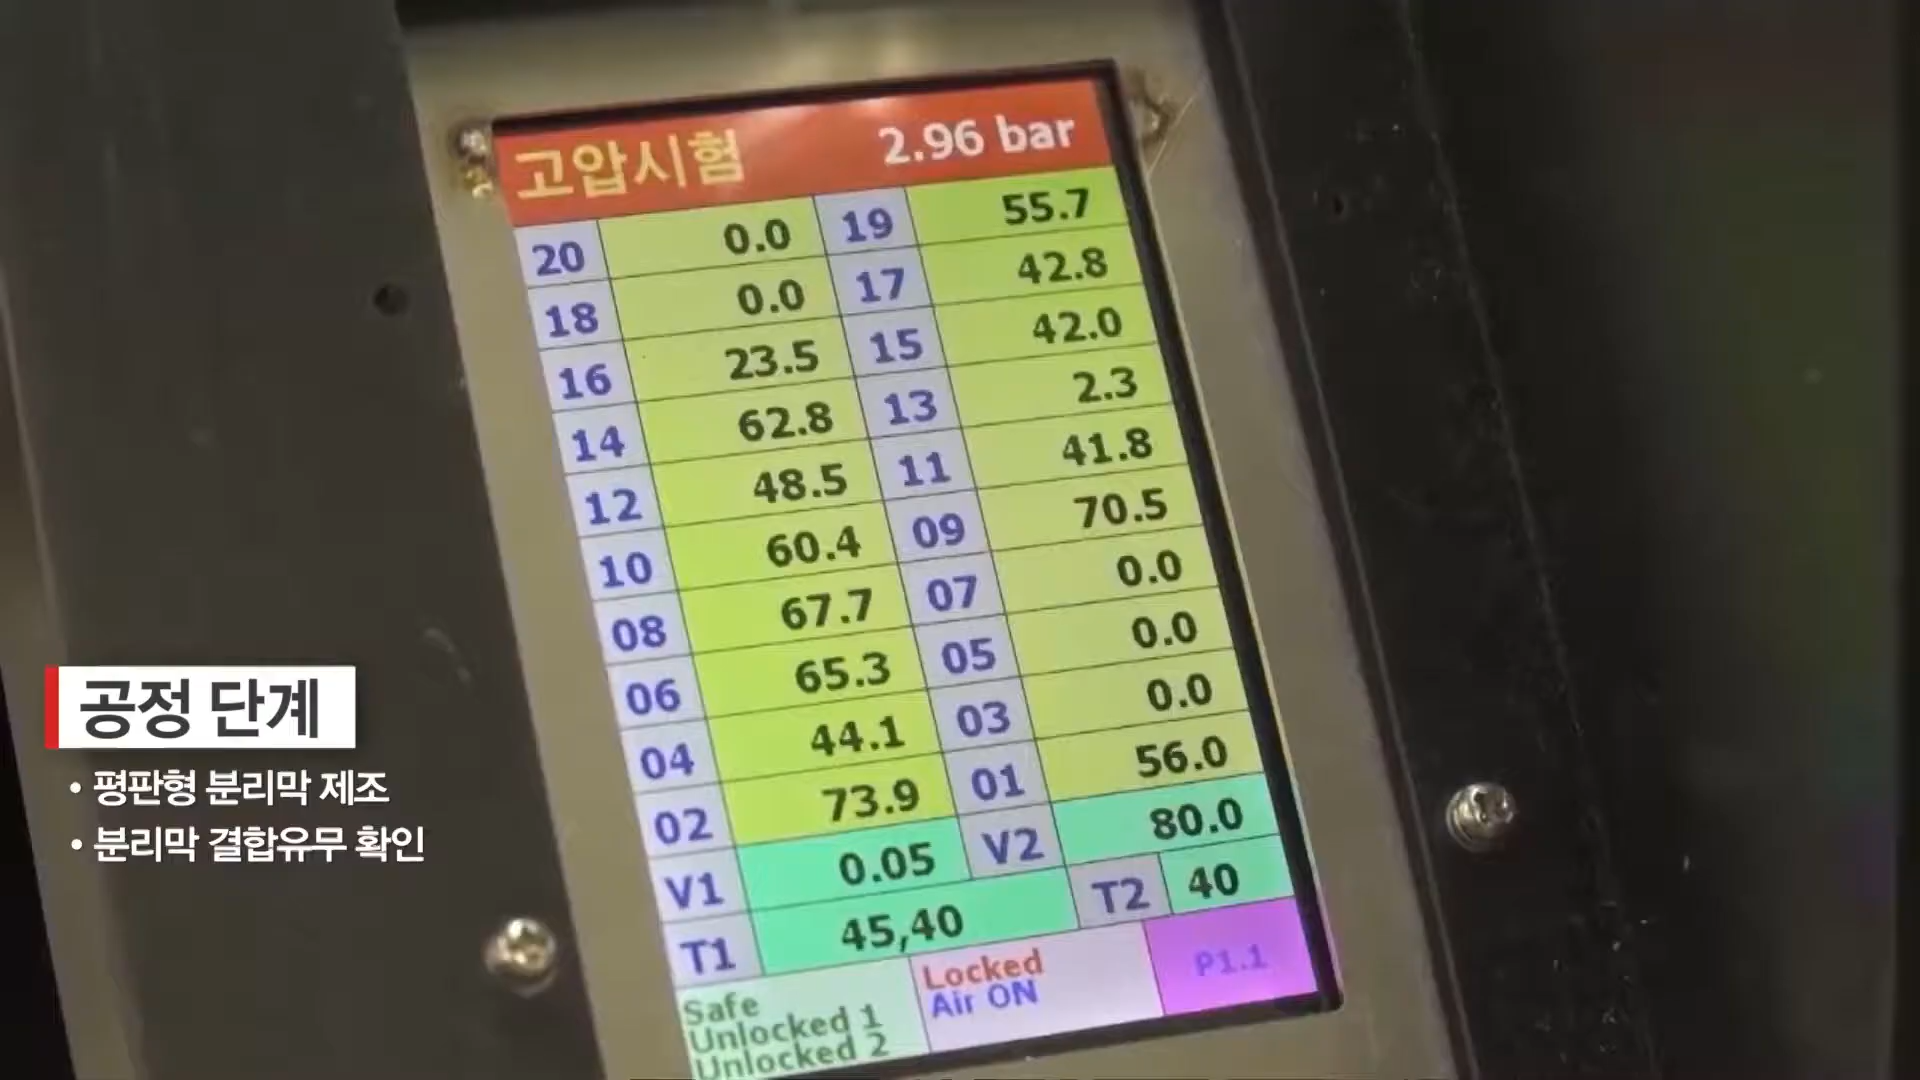 고압시험 2.96 bar
20 0.0 19 55.7
18 0.0 17 42.8
16 23.5 15 42.0
14 62.8 13 2.3
12 48.5 11 41.8
10 60.4 09 70.5
08 67.7 07 0.0
06 65.3 05 0.0
04 44.1 03 0.0
02 73.9 01 56.0
V1 0.05 V2 80.0
T1 45,40 T2 40
Safe
Unlocked 1
Unlocked 2
Locked
Air ON
P1.1
공정 단계
• 평판형 분리막 제조
• 분리막 결합유무 확인